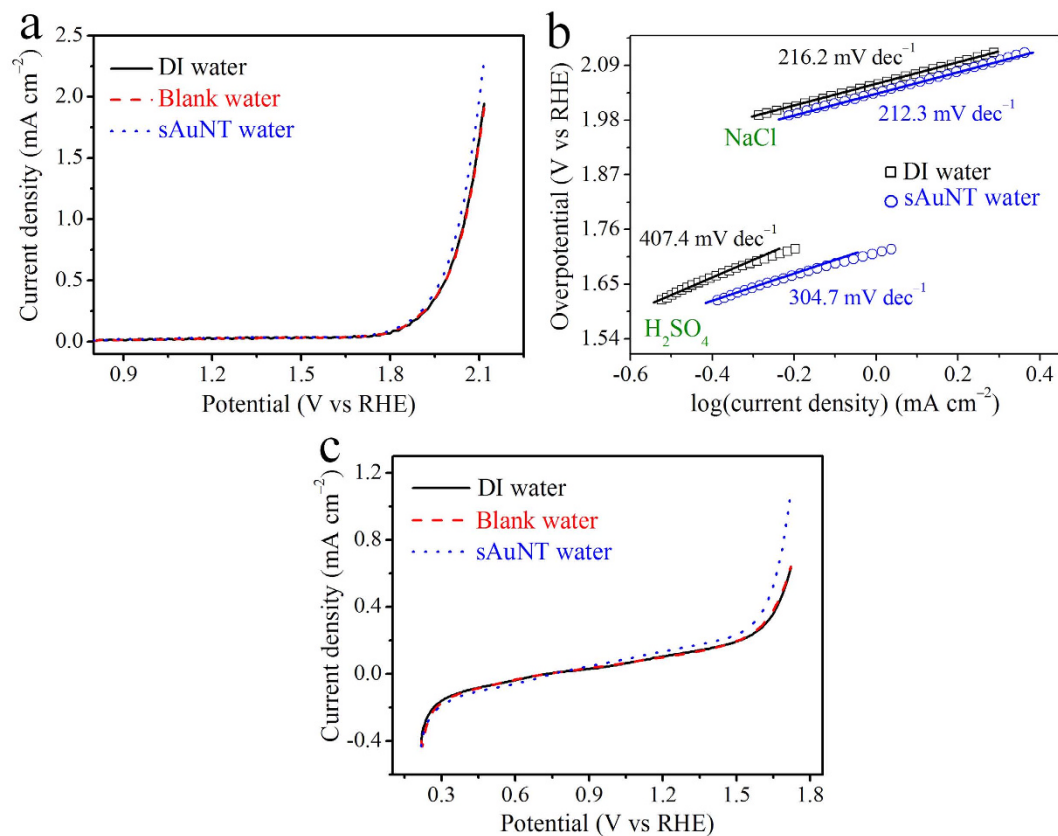 a
Current density (mA cm⁻²)
2.5
2.0
1.5
1.0
0.5
0.0
DI water
Blank water
sAuNT water
0.9 1.2 1.5 1.8 2.1
Potential (V vs RHE)
b
Overpotential (V vs RHE)
2.09
1.98
1.87
1.76
1.65
1.54
216.2 mV dec⁻¹
212.3 mV dec⁻¹
NaCl
DI water
sAuNT water
407.4 mV dec⁻¹
304.7 mV dec⁻¹
H₂SO₄
-0.6 -0.4 -0.2 0.0 0.2 0.4
log(current density) (mA cm⁻²)
c
Current density (mA cm⁻²)
1.2
0.8
0.4
0.0
-0.4
DI water
Blank water
sAuNT water
0.3 0.6 0.9 1.2 1.5 1.8
Potential (V vs RHE)